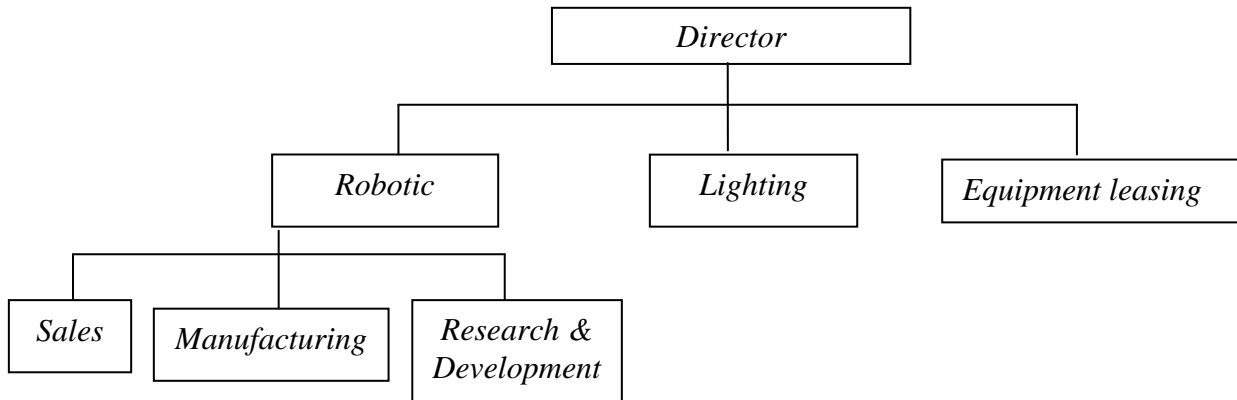 Director
Robotic
Lighting
Equipment leasing
Sales
Manufacturing
Research &
Development